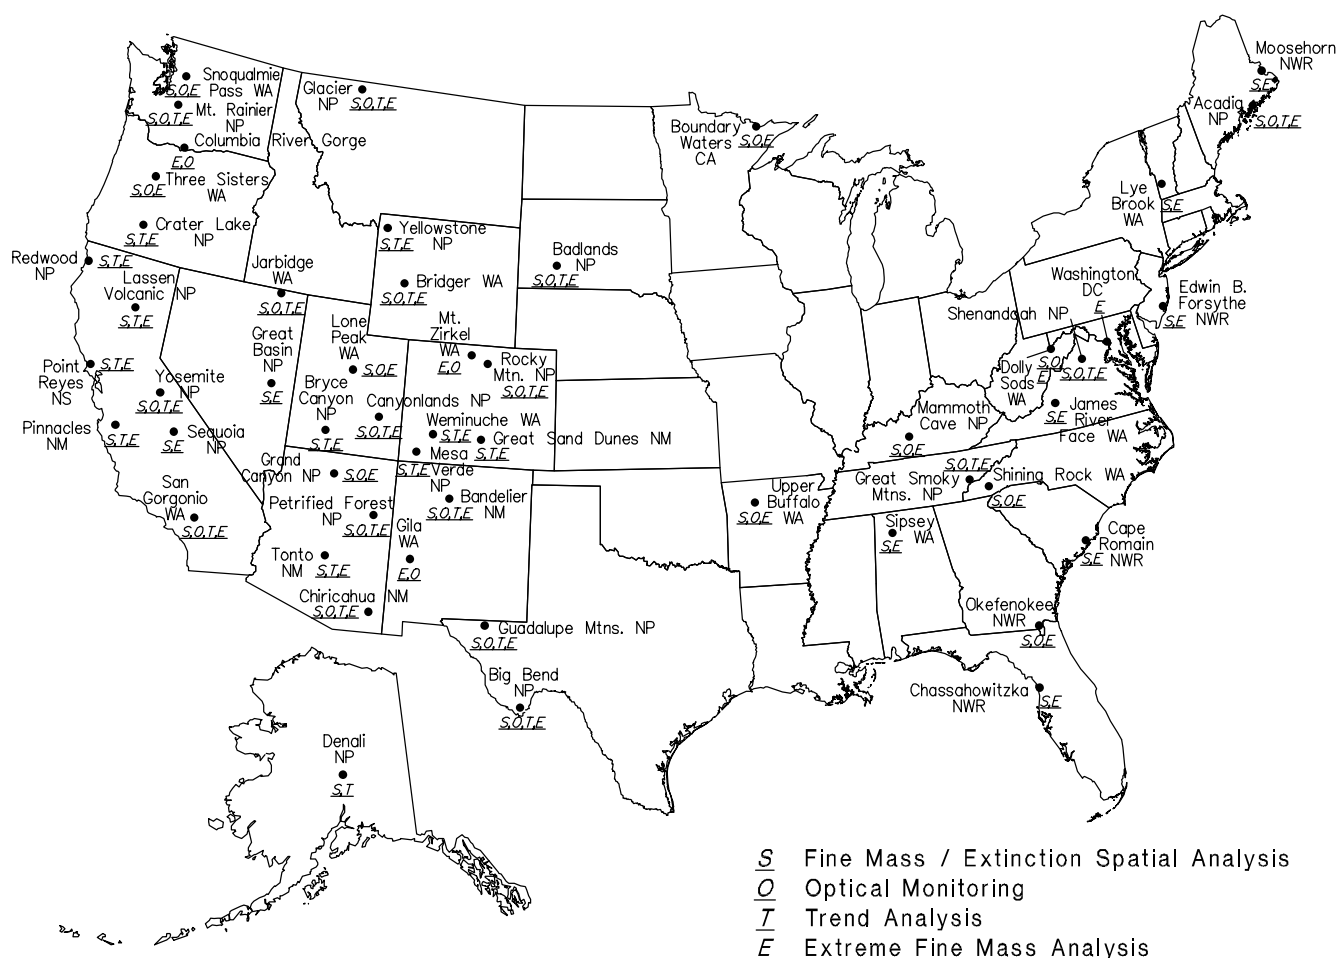 Snoqualmie
Pass WA
S,O,E
Mt. Rainier
NP
S,O,T,E
Columbia River Gorge
E,O
Three Sisters
WA
S,O,E
Crater Lake
NP
S,T,E
Glacier
NP
S,O,T,E
Redwood
NP
S,T,E
Lassen
Volcanic NP
S,T,E
Jarbidge
WA
S,O,T,E
Yellowstone
NP
S,T,E
Bridger WA
S,O,T,E
Badlands
NP
S,O,T,E
Boundary
Waters
CA
S,O,E
Moosehorn
NWR
S,E
Acadia
NP
S,O,T,E
Lye
Brook
WA
S,E
Washington
DC
E
Edwin B.
Forsythe
NWR
S,E
Shenandoah NP
S,O,T,E
Dolly
Sods
WA
S,O,
E
James
River
Face WA
S,E
Mammoth
Cave NP
S,O,E
Great Smoky
Mtns. NP
S,O,T,E
Shining Rock WA
S,O,E
Cape
Romain
NWR
S,E
Sipsey
WA
S,E
Okefenokee
NWR
S,O,E
Chassahowitzka
NWR
S,E
Upper
Buffalo
WA
S,O,E
Point
Reyes
NS
S,T,E
Yosemite
NP
S,O,T,E
Pinnacles
NM
S,T,E
Sequoia
NP
S,E
San
Gorgonio
WA
S,O,T,E
Great
Basin
NP
S,E
Lone
Peak
WA
S,O,E
Bryce
Canyon
NP
S,T,E
Canyonlands NP
S,O,T,E
Mt.
Zirkel
WA
E,O
Rocky
Mtn. NP
S,O,T,E
Weminuche WA
S,T,E
Great Sand Dunes NM
S,T,E
Mesa
Verde
NP
S,T,E
Grand
Canyon NP
S,O,E
Petrified Forest
NP
S,O,T,E
Bandelier
NM
S,O,T,E
Gila
WA
E,O
Tonto
NM
S,T,E
Chiricahua NM
S,O,T,E
Guadalupe Mtns. NP
S,O,T,E
Big Bend
NP
S,O,T,E
Denali
NP
S,T
S Fine Mass / Extinction Spatial Analysis
O Optical Monitoring
T Trend Analysis
E Extreme Fine Mass Analysis